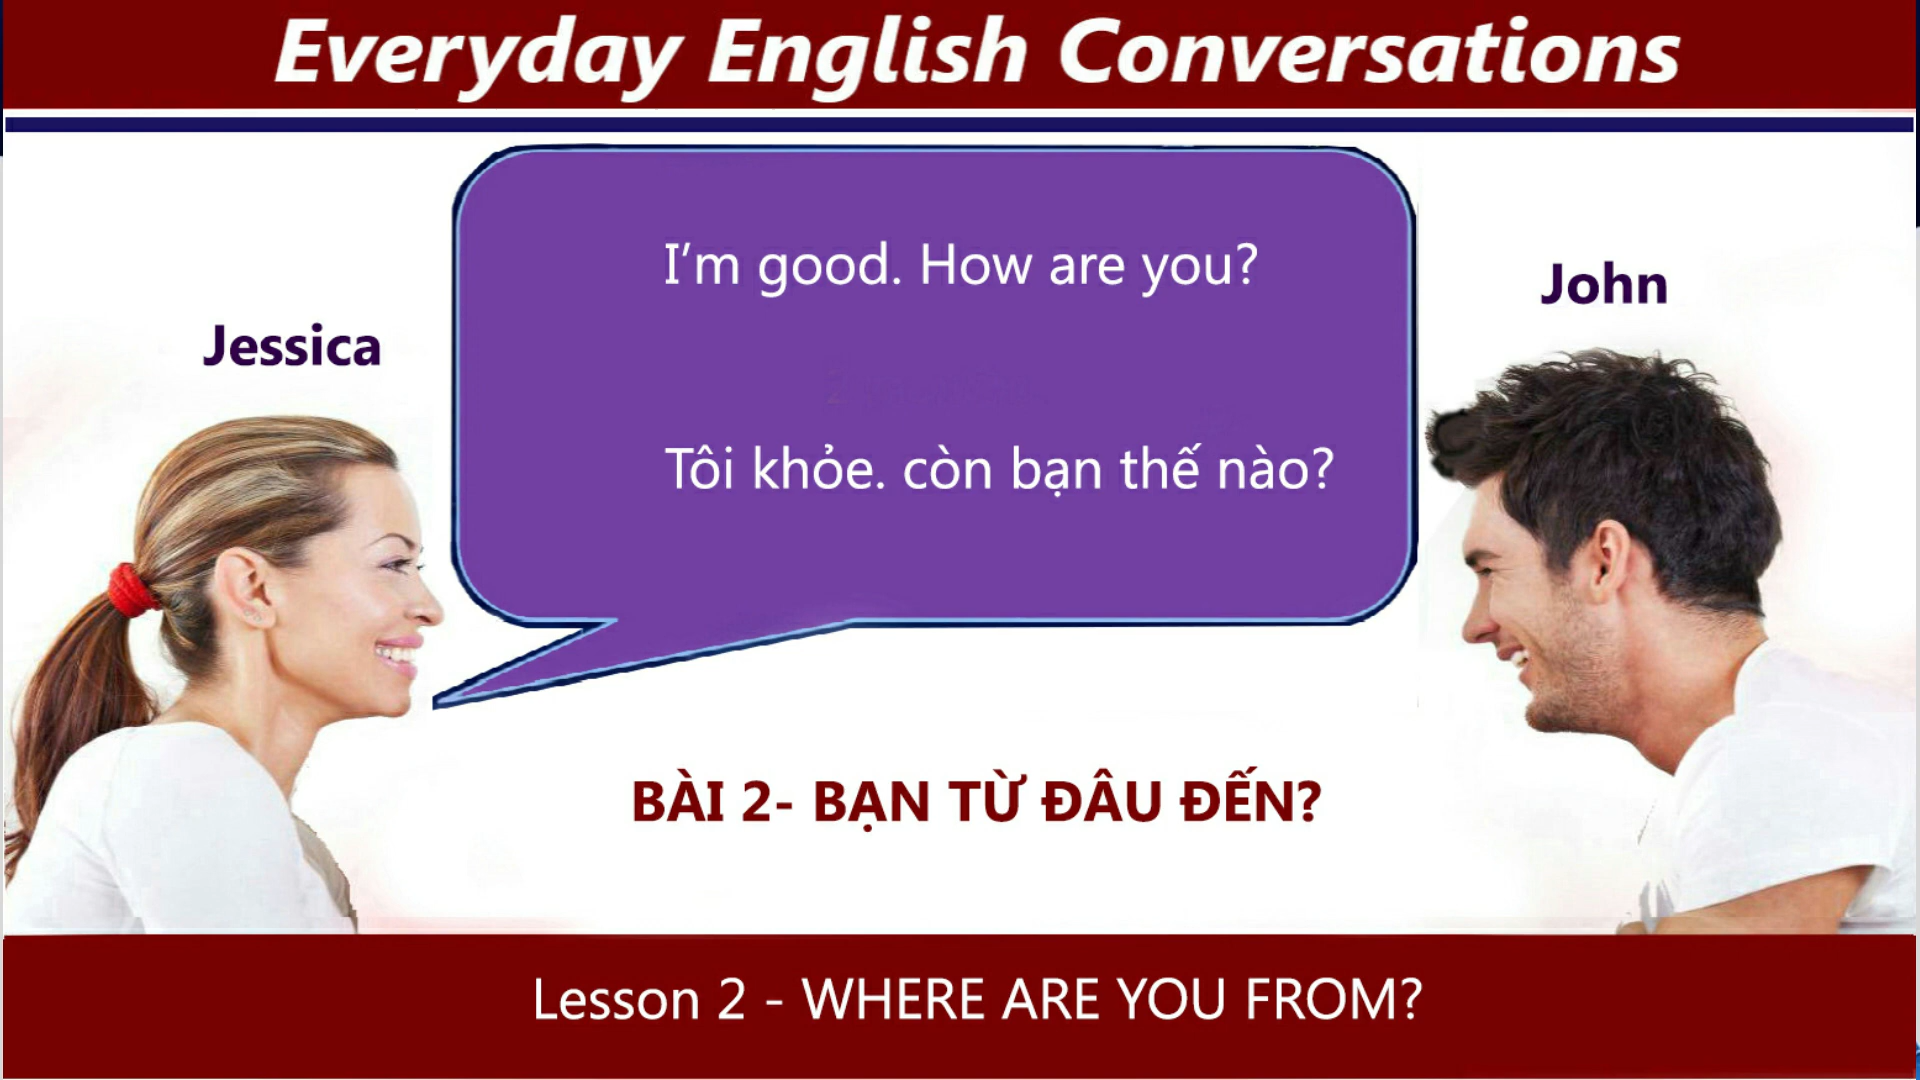 Everyday English Conversations
I’m good. How are you?
John
Jessica
Tôi khỏe. còn bạn thế nào?
BÀI 2- BẠN TỪ ĐÂU ĐẾN?
Lesson 2 - WHERE ARE YOU FROM?